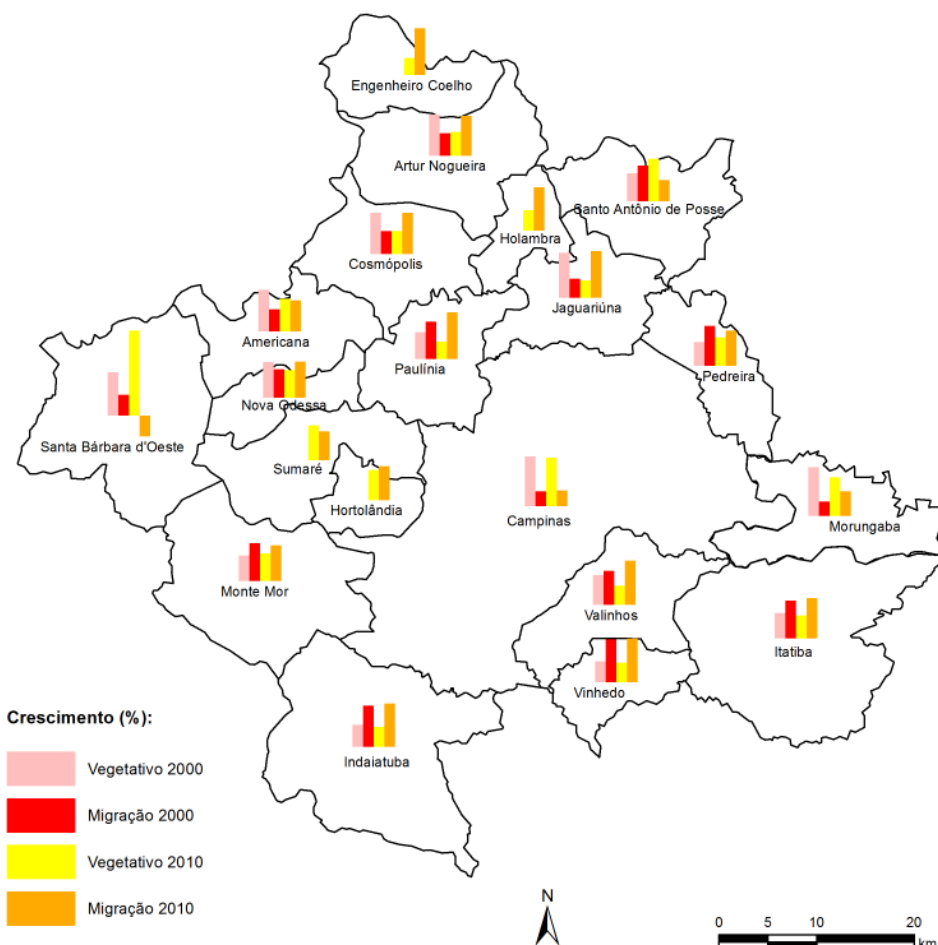 Engenheiro Coelho
Artur Nogueira
Santo Antônio de Posse
Holambra
Cosmópolis
Jaguariúna
Americana
Paulínia
Pedreira
Nova Odessa
Santa Bárbara d'Oeste
Sumaré
Hortolândia
Campinas
Morungaba
Monte Mor
Valinhos
Itatiba
Vinhedo
Indaiatuba
Crescimento (%):
Vegetativo 2000
Migração 2000
Vegetativo 2010
Migração 2010
N
0 5 10 20
km